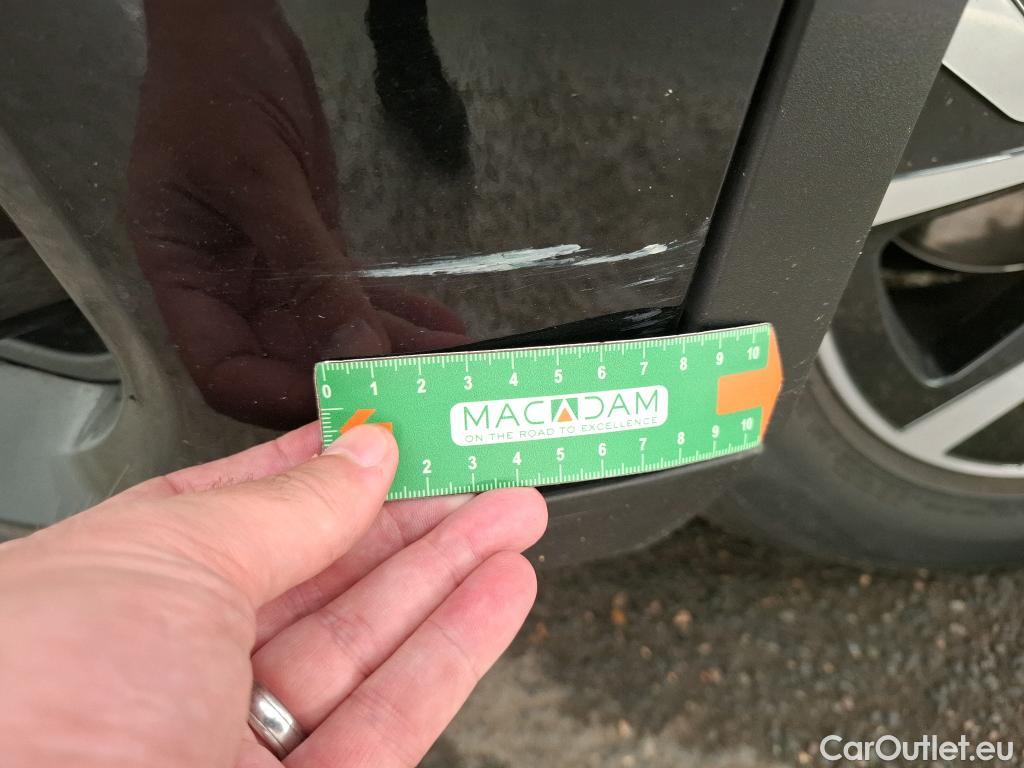 0 1 2 3 4 5 6 7 8 9 10
MACADAM
ON THE ROAD TO EXCELLENCE
2 3 4 5 6 7 8 9 10
CarOutlet.eu